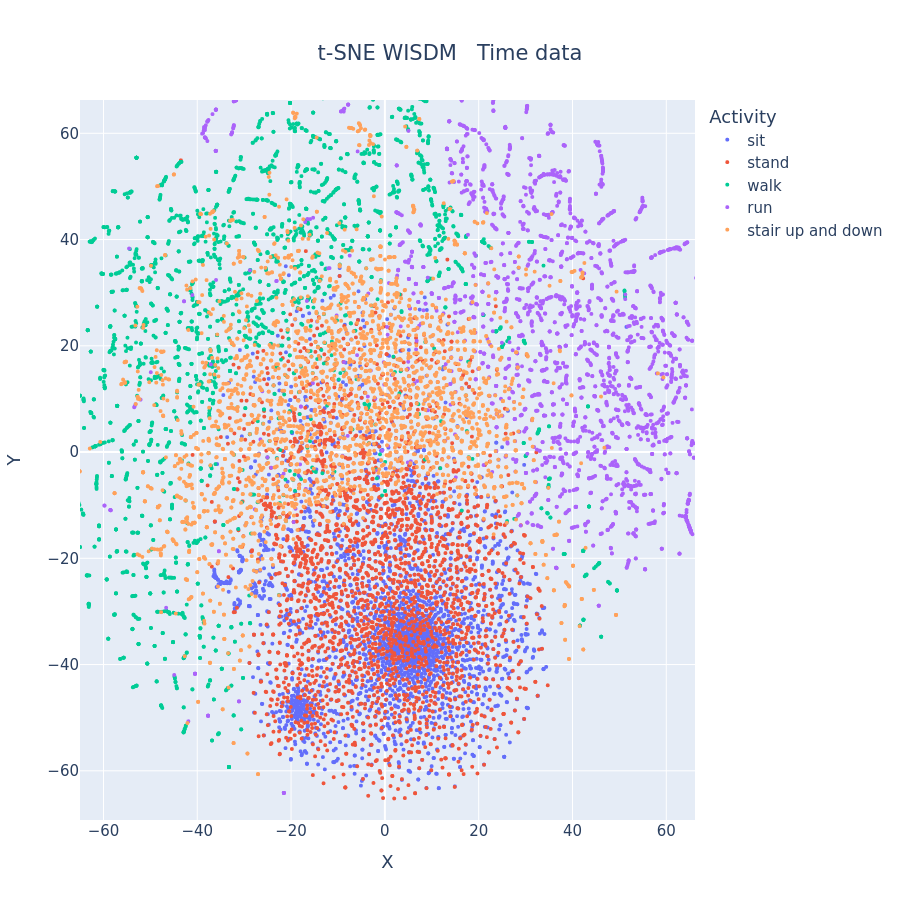 t-SNE WISDM Time data
Activity
sit
stand
walk
run
stair up and down
60
40
20
0
−20
−40
−60
Y
−60 −40 −20 0 20 40 60
X